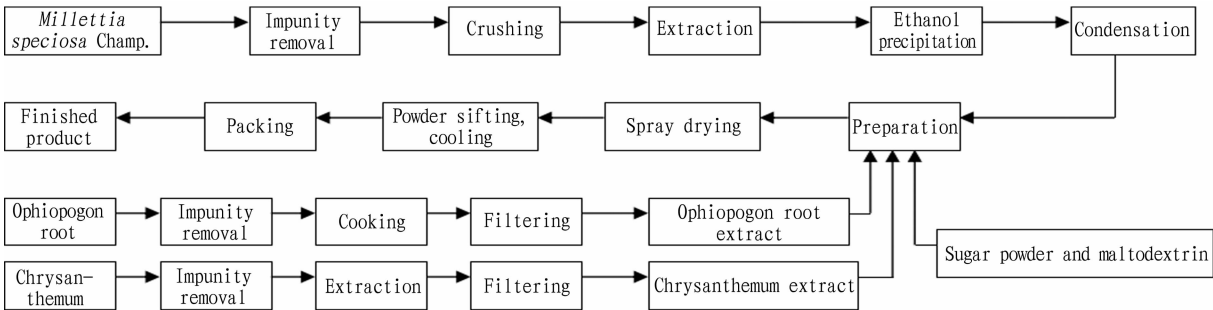 Millettia
speciosa Champ.
Impunity
removal
Crushing
Extraction
Ethanol
precipitation
Condensation
Finished
product
Packing
Powder sifting,
cooling
Spray drying
Preparation
Ophiopogon
root
Impunity
removal
Cooking
Filtering
Ophiopogon root
extract
Sugar powder and maltodextrin
Chrysan-
themum
Impunity
removal
Extraction
Filtering
Chrysanthemum extract